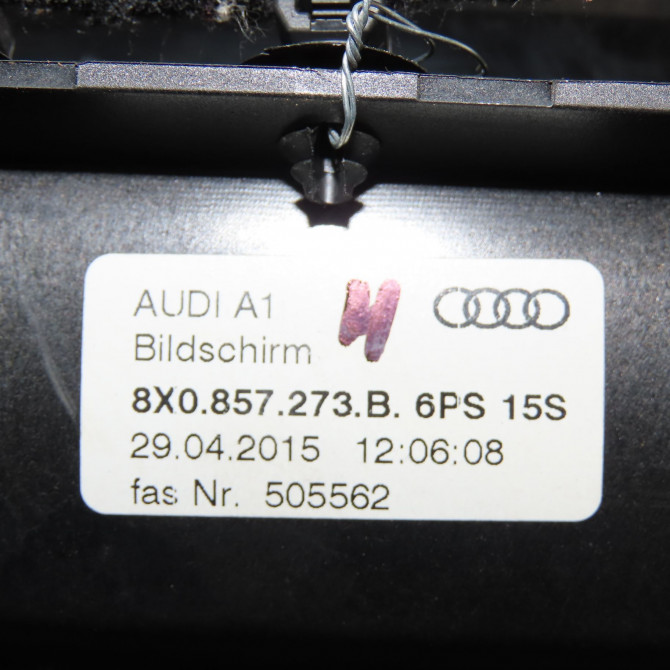 AUDI A1
Bildschirm
8X0.857.273.B. 6PS 15S
29.04.2015 12:06:08
fas Nr. 505562